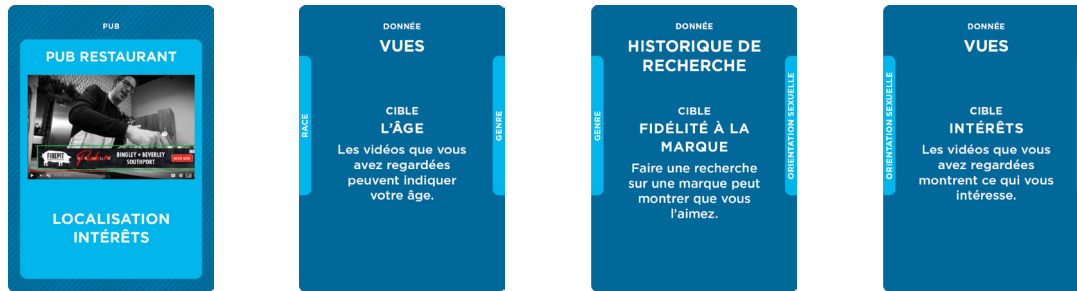 PUB
PUB RESTAURANT
FIREPIT
BINGLEY • BEVERLEY
SOUTHPORT
LOCALISATION
INTÉRÊTS
DONNÉE
VUES
RACE
GENRE
CIBLE
L'ÂGE
Les vidéos que vous
avez regardées
peuvent indiquer
votre âge.
DONNÉE
HISTORIQUE DE
RECHERCHE
GENRE
ORIENTATION SEXUELLE
CIBLE
FIDÉLITÉ À LA
MARQUE
Faire une recherche
sur une marque peut
montrer que vous
l'aimez.
DONNÉE
VUES
ORIENTATION SEXUELLE
CIBLE
INTÉRÊTS
Les vidéos que vous
avez regardées
montrent ce qui vous
intéresse.